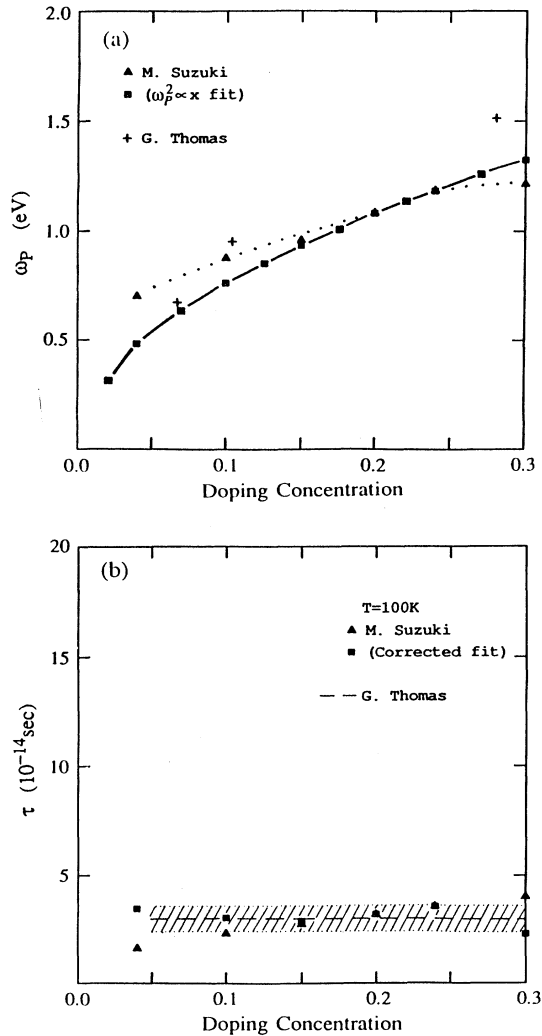 (a)
2.0
▲ M. Suzuki
■ (ω_P^2∝x fit)
+ G. Thomas
1.5
1.0
0.5
ω_P (eV)
0.0 0.1 0.2 0.3
Doping Concentration
(b)
20
T=100K
▲ M. Suzuki
■ (Corrected fit)
— — G. Thomas
15
10
5
0
τ (10^-14 sec)
0.0 0.1 0.2 0.3
Doping Concentration